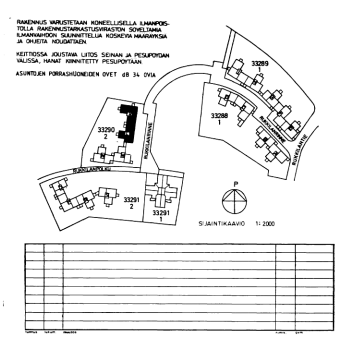 RAKENNUS VARUSTETAAN KONEELLISELLA ILMANPOIS-
TOLLA RAKENNUSTARKASTUSVIRASTON SOVELTAMIA
ILMANVAIHDON SUUNNITTELUA KOSKEVIA MÄÄRÄYKSIÄ
JA OHJEITA NOUDATTAEN.
KEITTIÖSSÄ JOUSTAVA LIITOS SEINÄN JA PESUPÖYDÄN
VÄLISSÄ, HANAT KIINNITETTY PESUPÖYTÄÄN.
ASUNTOJEN PORRASHUONEIDEN OVET dB 34 OVIA
33289
1
33288
1
33290
2
RUKKILANRINNE
RUKKILANPOLKU
33291
2
33291
1
P
SIJAINTIKAAVIO 1: 2000